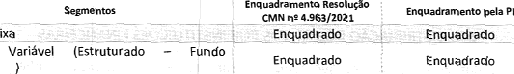 Segmentos
Enquadramento Resolução
CMN nº 4.963/2021
Enquadramento pela PI
ixa Enquadrado Enquadrado
Variável (Estruturado – Fundo
) Enquadrado Enquadrado